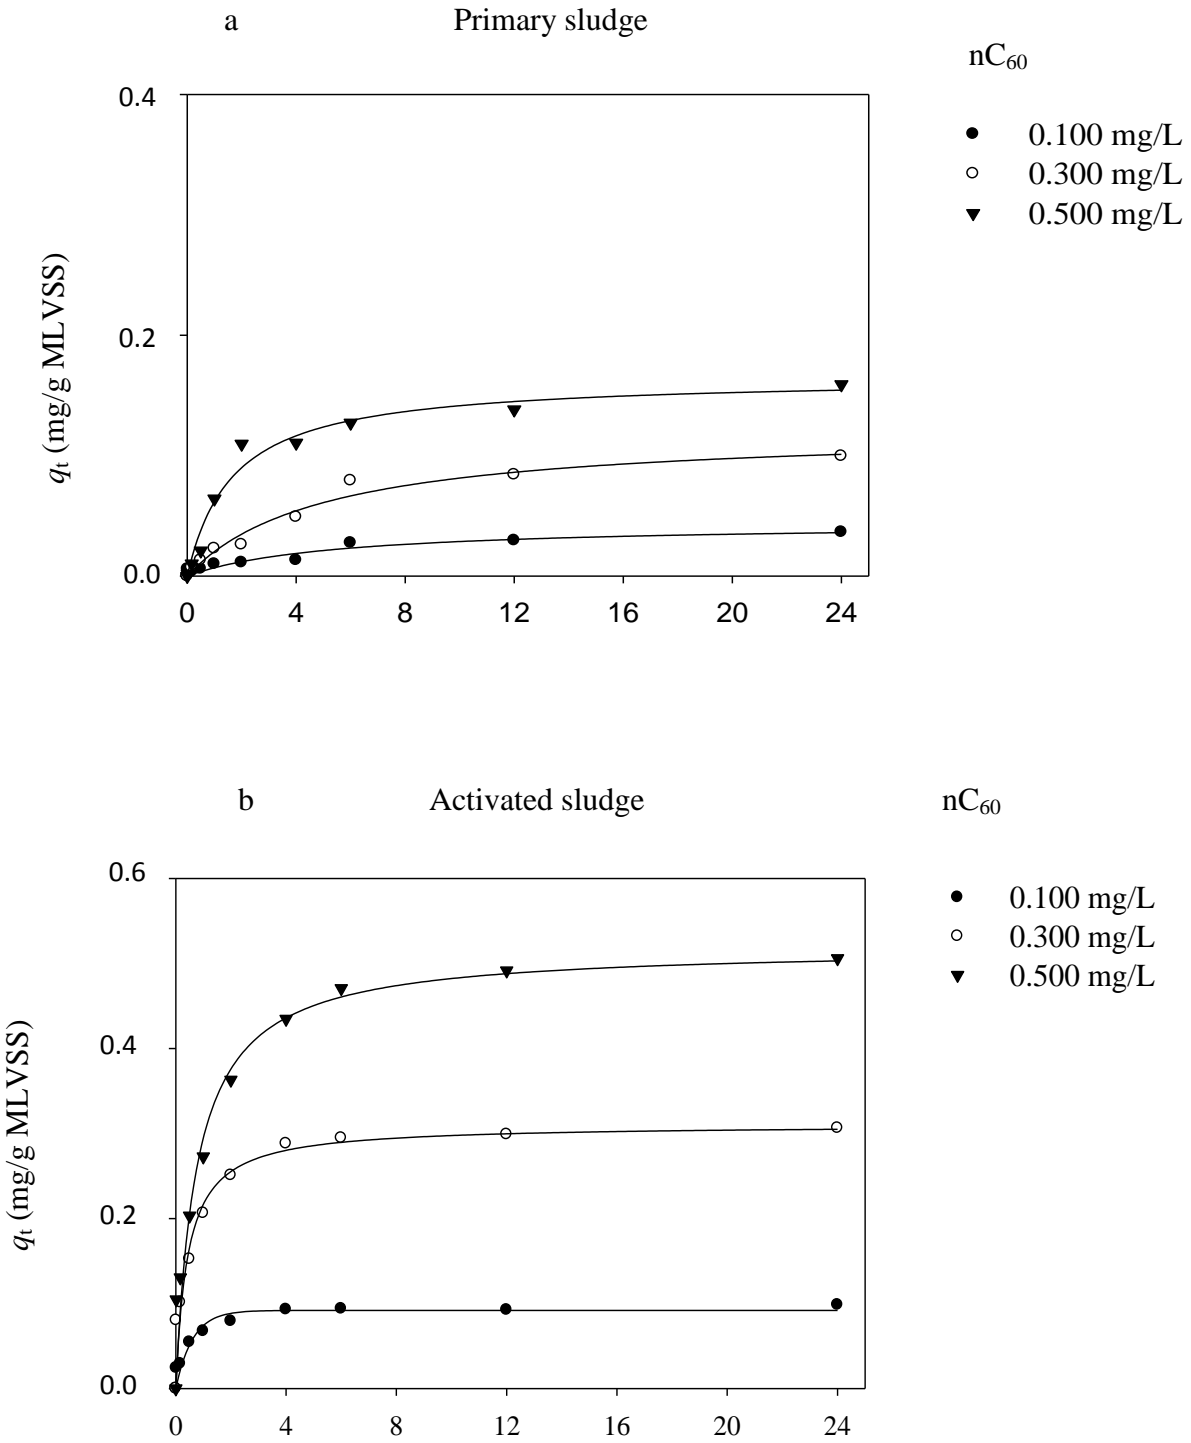 a Primary sludge
nC₆₀
0.100 mg/L
0.300 mg/L
0.500 mg/L
qₜ (mg/g MLVSS)
0.4
0.2
0.0
0 4 8 12 16 20 24
b Activated sludge nC₆₀
0.100 mg/L
0.300 mg/L
0.500 mg/L
qₜ (mg/g MLVSS)
0.6
0.4
0.2
0.0
0 4 8 12 16 20 24